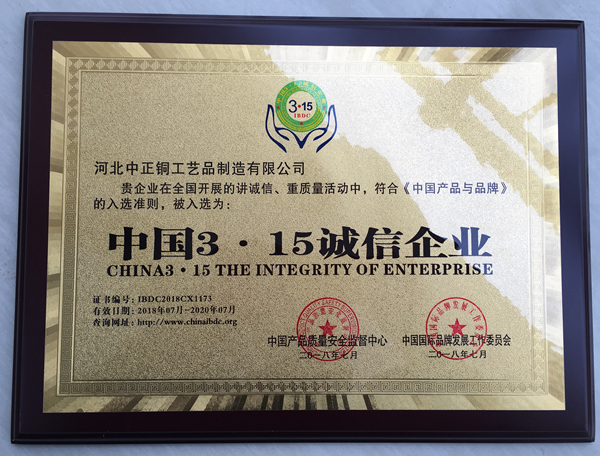 3·15
IBDC
河北中正铜工艺品制造有限公司
贵企业在全国开展的讲诚信、重质量活动中，符合《中国产品与品牌》
的入选准则，被入选为：
中国3·15诚信企业
CHINA3·15 THE INTEGRITY OF ENTERPRISE
证书编号：IBDC2018CX1173
有效日期：2018年07月-2020年07月
查询网址：http://www.chinaibdc.org
中国产品质量安全监督中心
二〇一八年七月
中国国际品牌发展工作委员会
二〇一八年七月